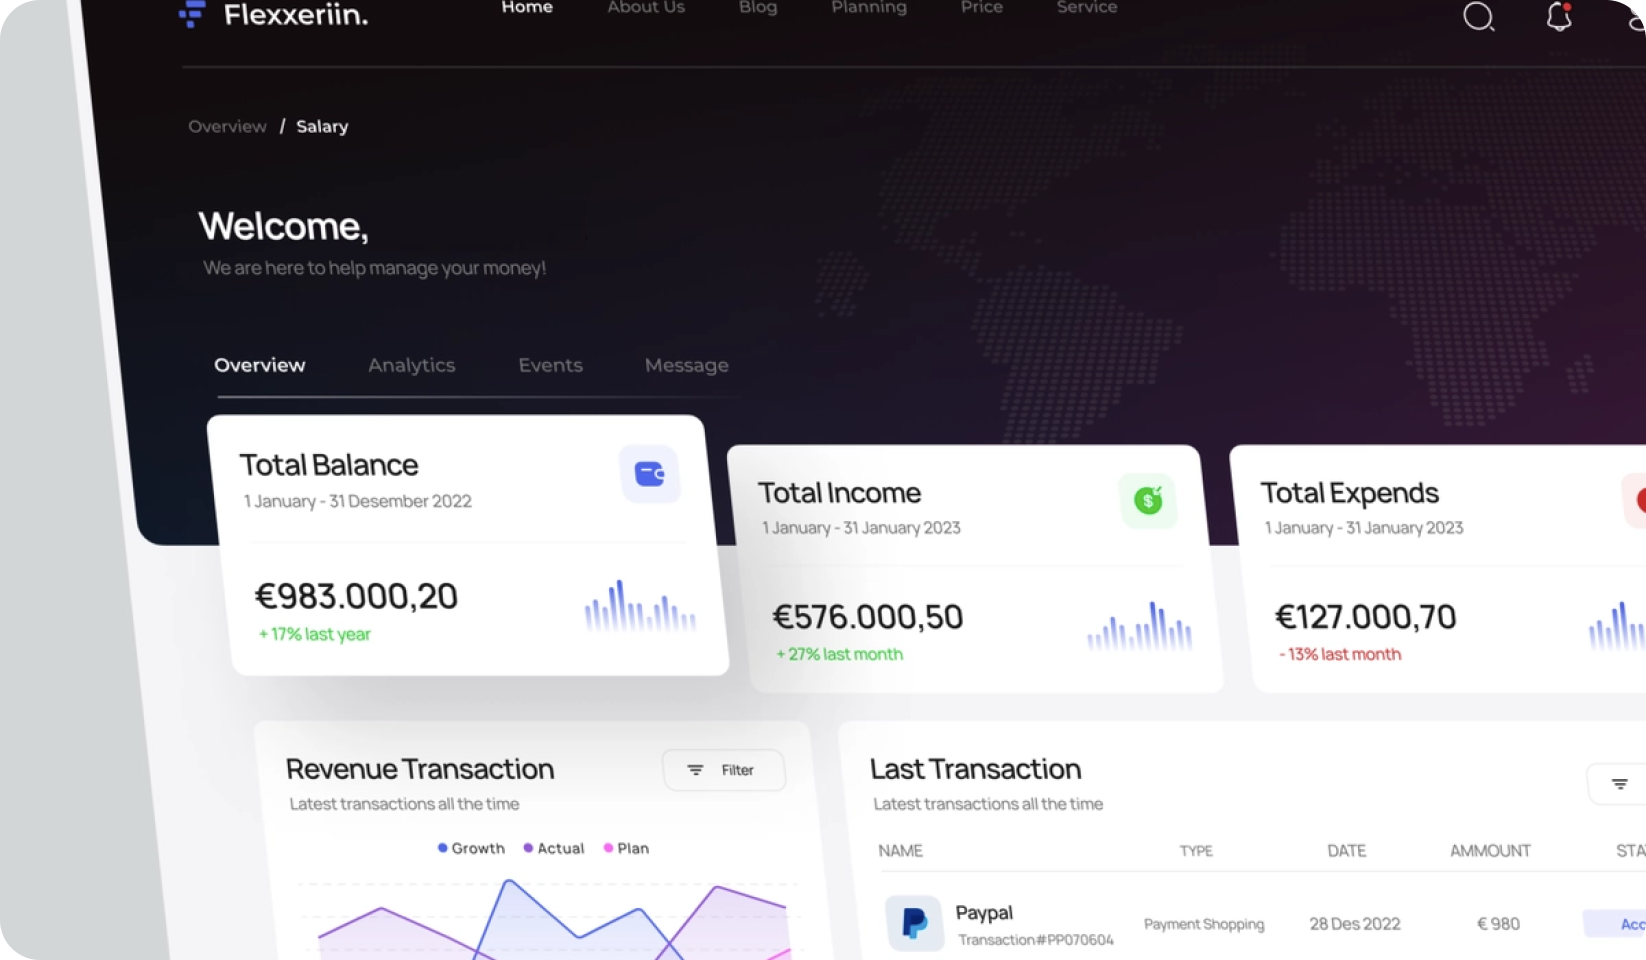 Flexxeriin.
Home About Us Blog Planning Price Service
Overview / Salary
Welcome,
We are here to help manage your money!
Overview Analytics Events Message
Total Balance
1 January - 31 Desember 2022
€983.000,20
+ 17% last year
Total Income
1 January - 31 January 2023
€576.000,50
+ 27% last month
Total Expends
1 January - 31 January 2023
€127.000,70
- 13% last month
Revenue Transaction
Filter
Latest transactions all the time
Growth Actual Plan
Last Transaction
Latest transactions all the time
NAME TYPE DATE AMMOUNT
Paypal
Transaction#PP070604
Payment Shopping 28 Des 2022 € 980